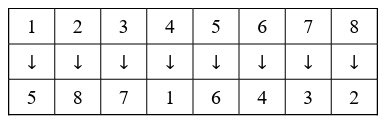 1 2 3 4 5 6 7 8
↓ ↓ ↓ ↓ ↓ ↓ ↓ ↓
5 8 7 1 6 4 3 2